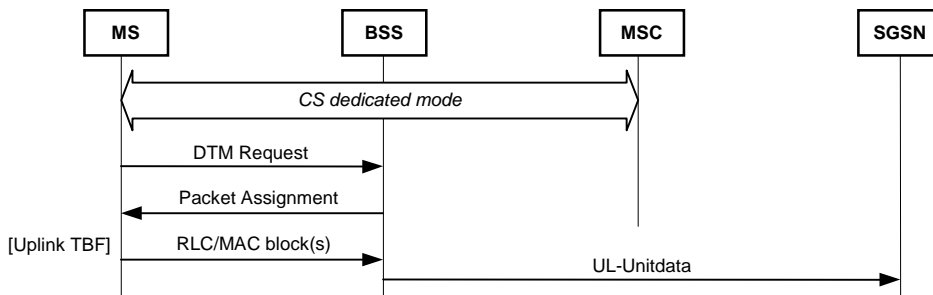 MS BSS MSC SGSN
CS dedicated mode
DTM Request
Packet Assignment
[Uplink TBF] RLC/MAC block(s)
UL-Unitdata